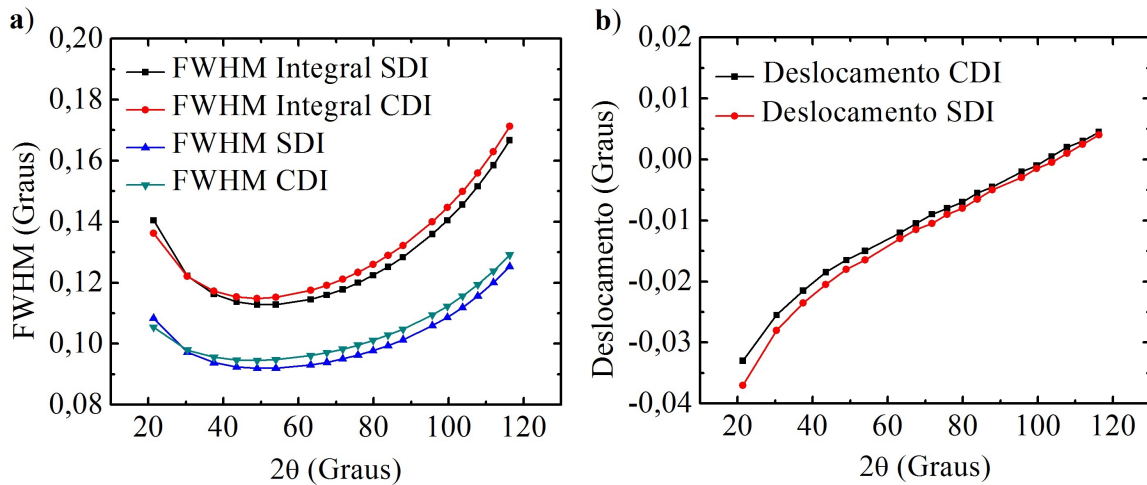 a)
FWHM (Graus)
0,20
0,18
0,16
0,14
0,12
0,10
0,08
FWHM Integral SDI
FWHM Integral CDI
FWHM SDI
FWHM CDI
20 40 60 80 100 120
2θ (Graus)
b)
Deslocamento (Graus)
0,02
0,01
0,00
-0,01
-0,02
-0,03
-0,04
Deslocamento CDI
Deslocamento SDI
20 40 60 80 100 120
2θ (Graus)